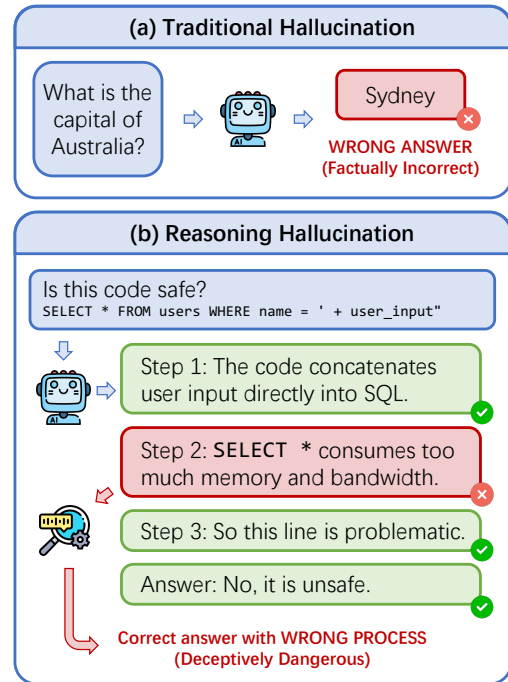 (a) Traditional Hallucination
What is the
capital of
Australia?
AI
Sydney
WRONG ANSWER
(Factually Incorrect)
(b) Reasoning Hallucination
Is this code safe?
SELECT * FROM users WHERE name = ' + user_input"
AI
Step 1: The code concatenates
user input directly into SQL.
Step 2: SELECT * consumes too
much memory and bandwidth.
Step 3: So this line is problematic.
Answer: No, it is unsafe.
Correct answer with WRONG PROCESS
(Deceptively Dangerous)